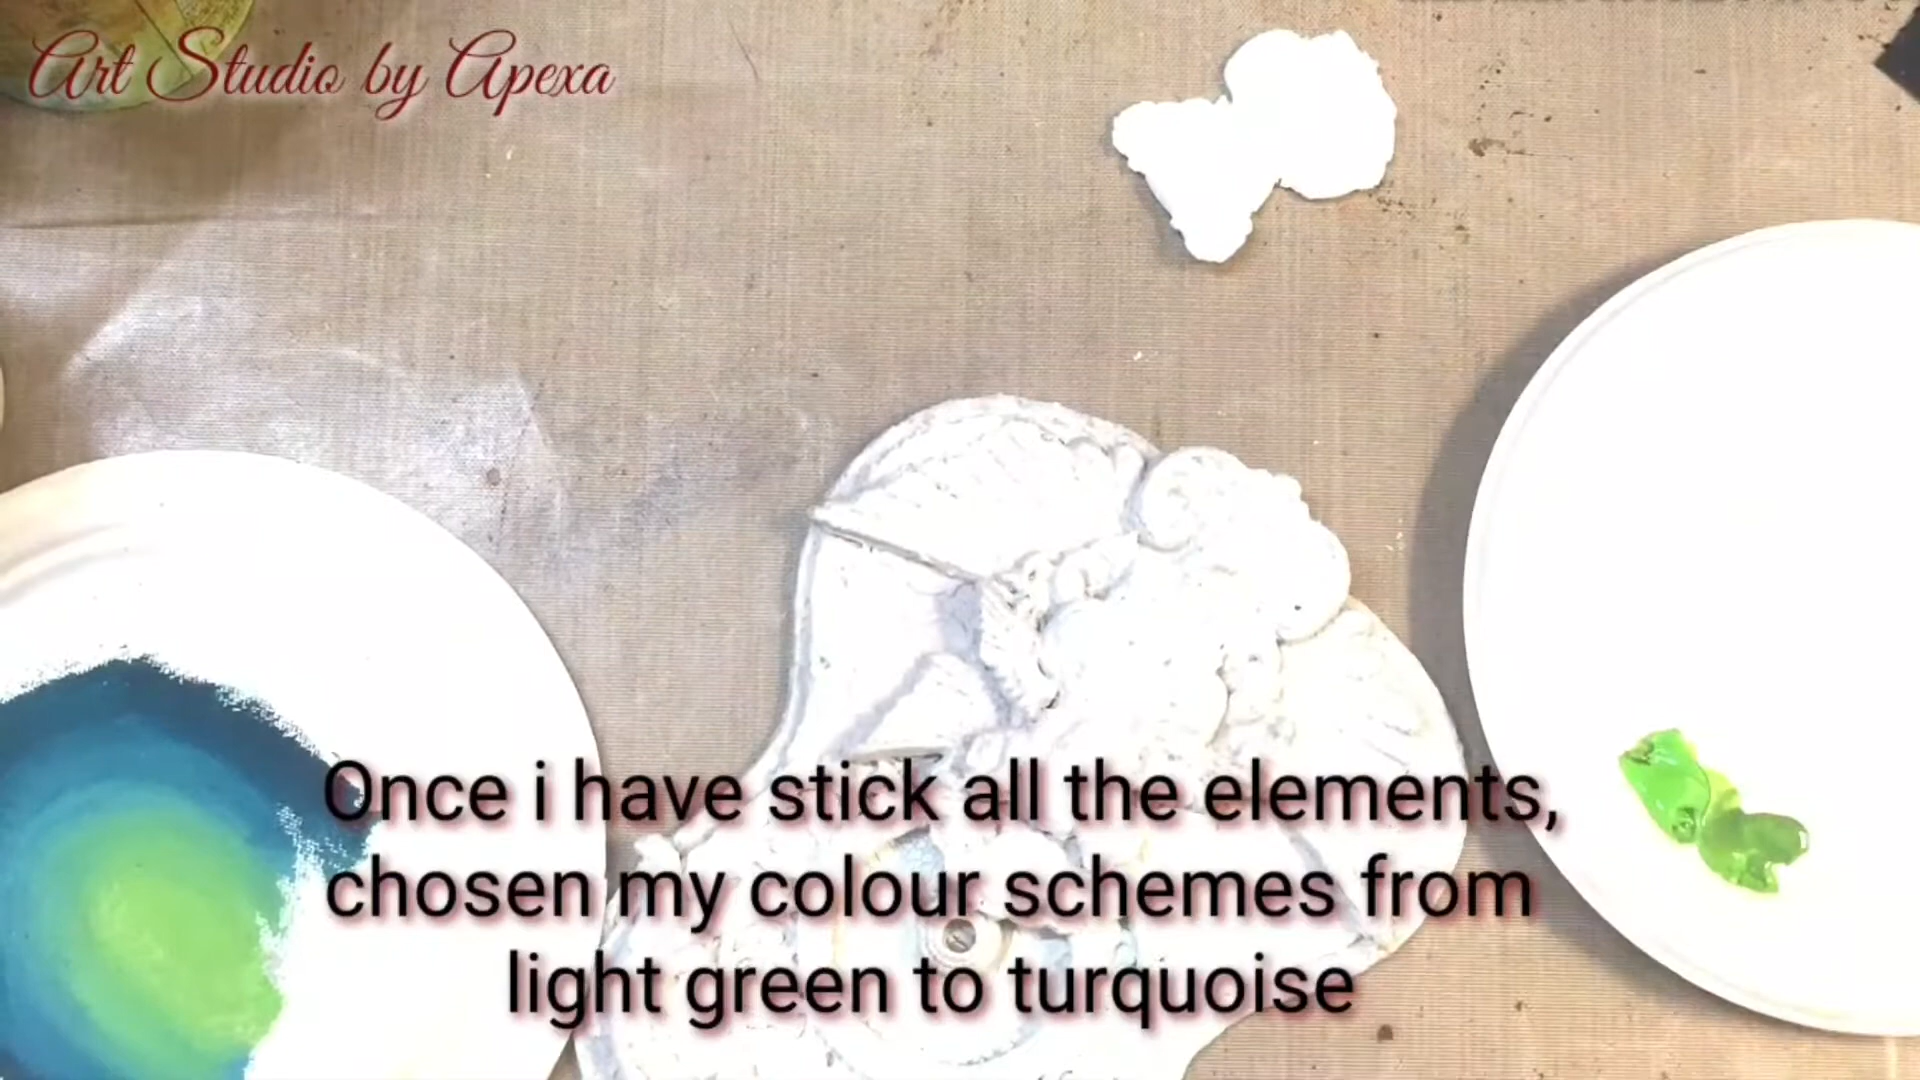 Art Studio by Apexa
Once i have stick all the elements,
chosen my colour schemes from
light green to turquoise